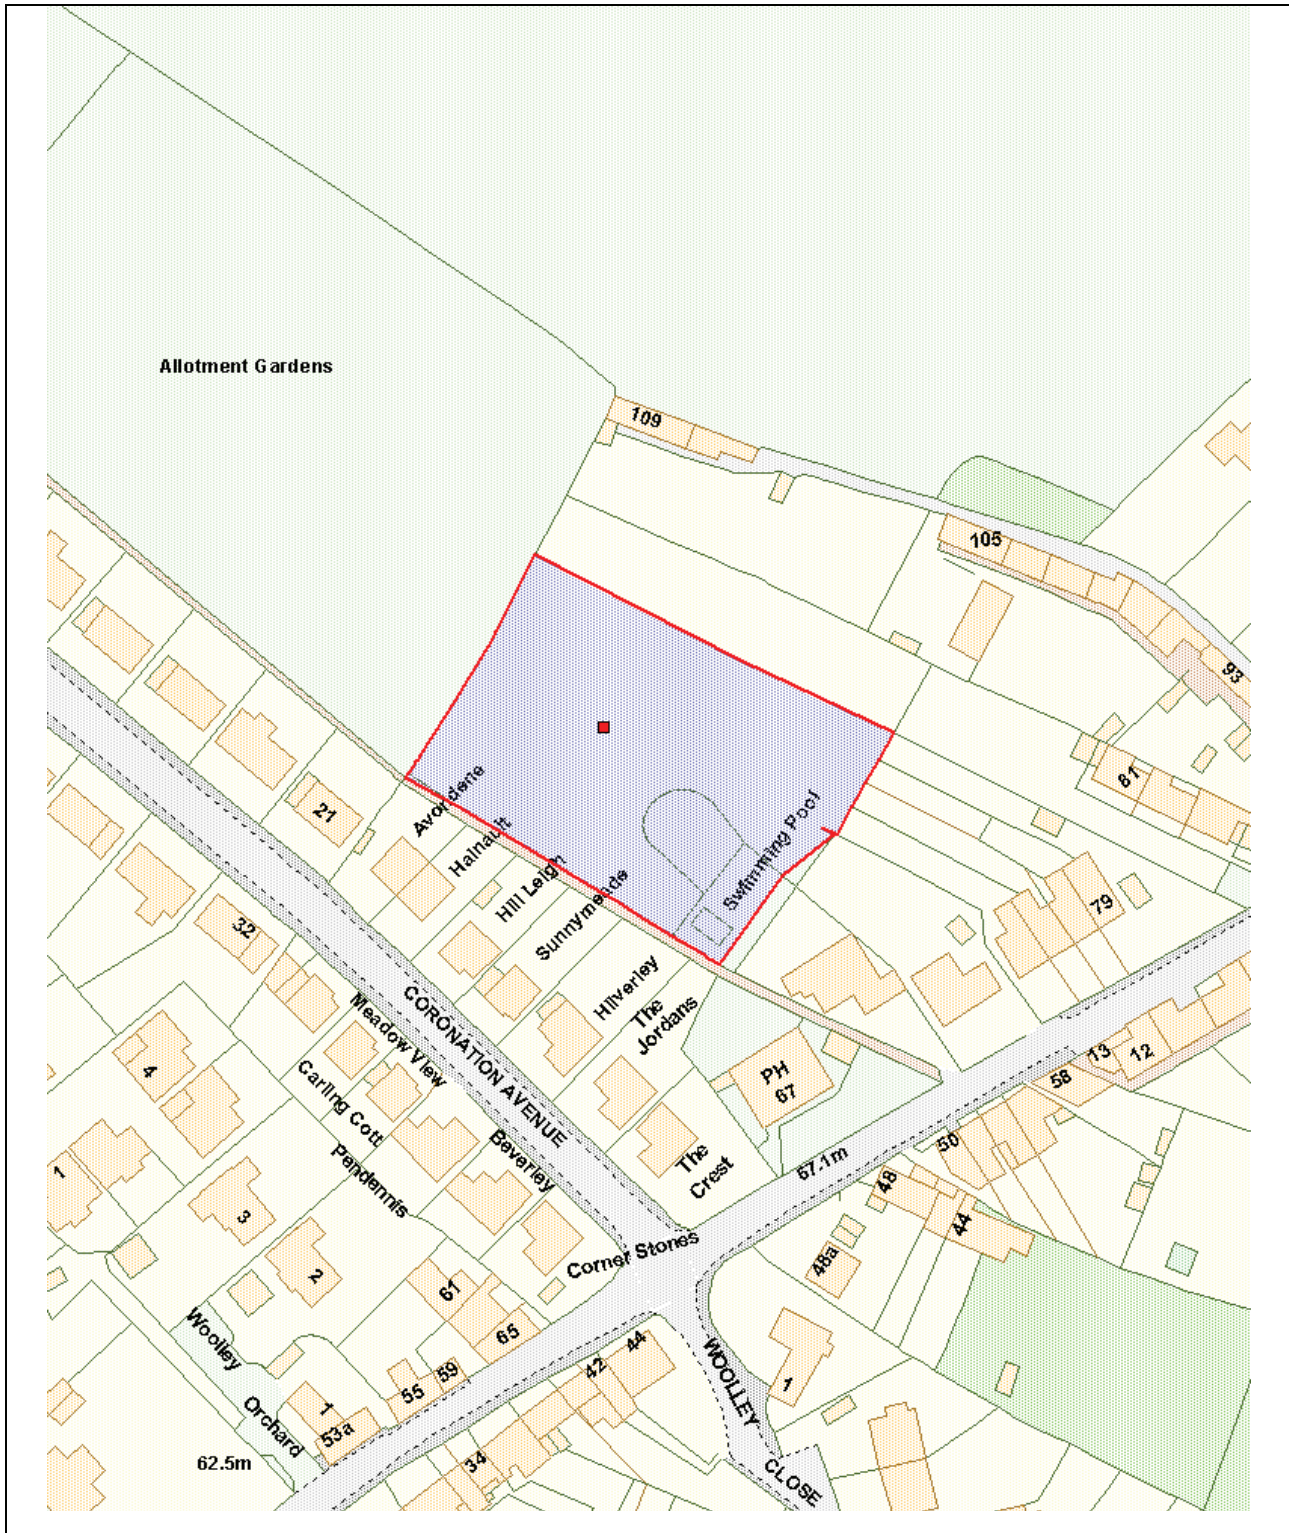 Allotment Gardens
109
105
93
81
21
Avondene
Hainault
Hill Leigh
Sunnymeade
Swimming Pool
79
32
Hilverley
The
Jordans
CORONATION AVENUE
Meadow View
Carling Cott
Pendennis
Beverley
4
PH
67
13
12
58
50
The
Crest
67.1m
48
44
48a
1
3
2
Corner Stones
61
65
Woolley
Orchard
59
55
1
53a
42
44
WOOLLEY
CLOSE
1
34
62.5m